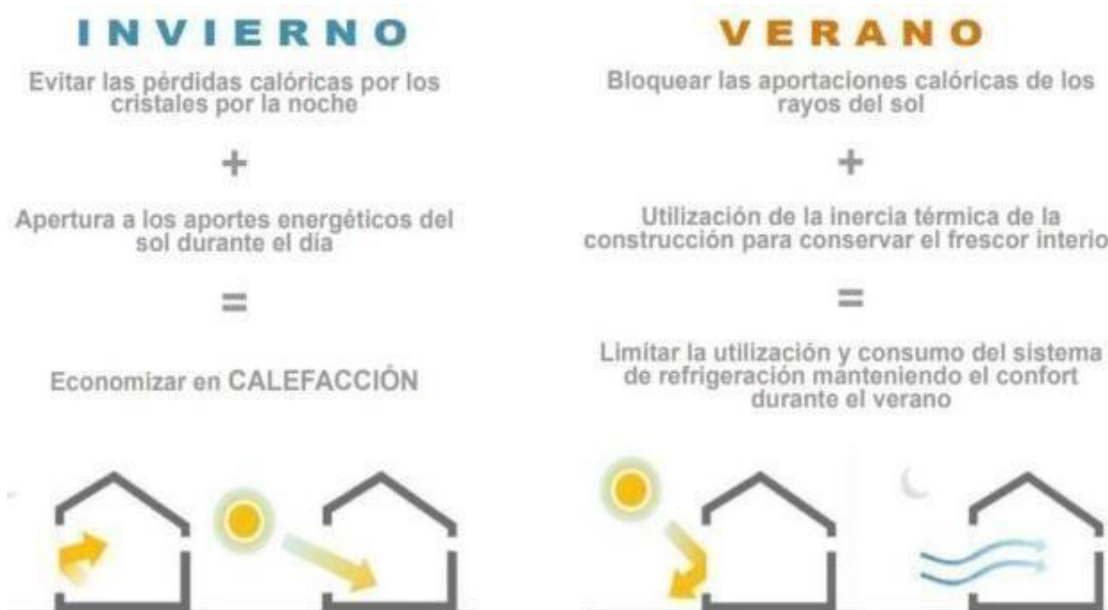 INVIERNO
Evitar las pérdidas calóricas por los
cristales por la noche
+
Apertura a los aportes energéticos del
sol durante el día
=
Economizar en CALEFACCIÓN
VERANO
Bloquear las aportaciones calóricas de los
rayos del sol
+
Utilización de la inercia térmica de la
construcción para conservar el frescor interio
=
Limitar la utilización y consumo del sistema
de refrigeración manteniendo el confort
durante el verano